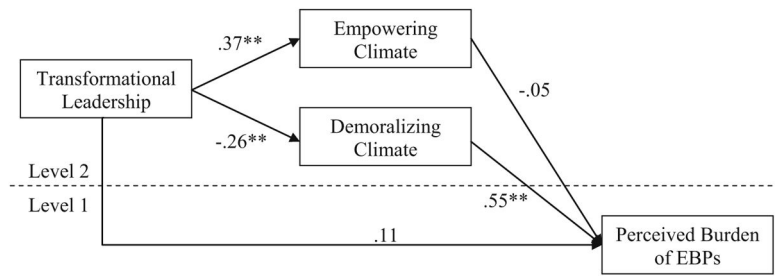 Empowering
Climate
.37**
Transformational
Leadership
-.05
Demoralizing
Climate
-.26**
Level 2
.55**
Level 1
Perceived Burden
of EBPs
.11